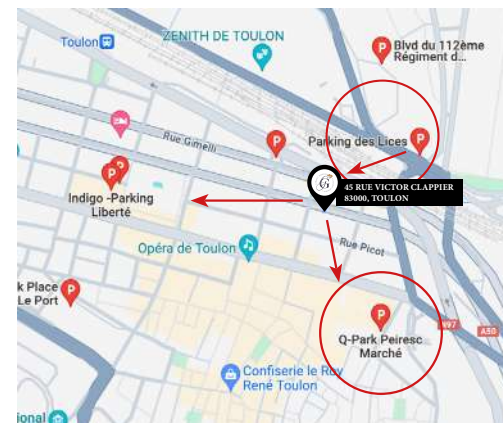 Toulon
ZENITH DE TOULON
P
Blvd du 112ème
Régiment d...
Rue Gimelli
P
Parking des Lices
P
P
Indigo -Parking
Liberté
45 RUE VICTOR CLAPPIER
83000, TOULON
Opéra de Toulon
Rue Picot
k Place
Le Port
P
P
N97
A50
Q-Park Peiresc
Marché
Confiserie le Roy
René Toulon
ional